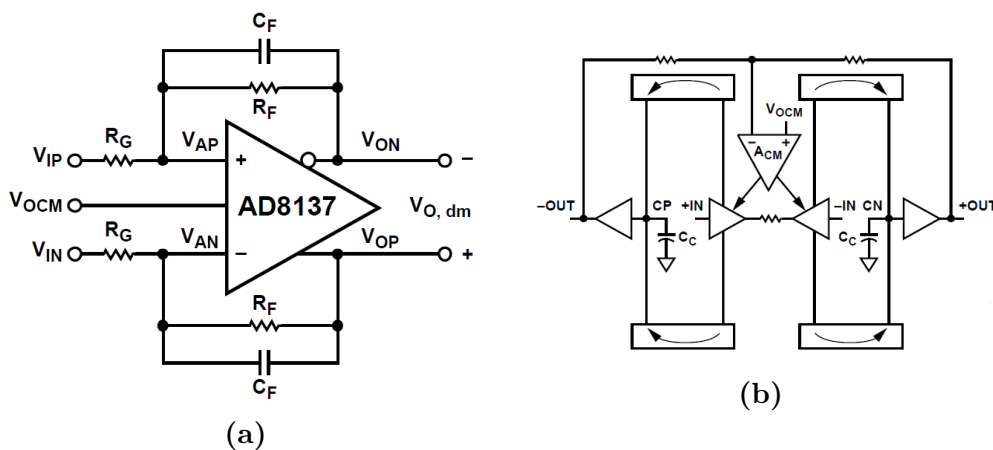 C_F
R_F
R_G
V_IP
V_AP
V_ON
+
−
V_OCM
AD8137
V_O, dm
R_G
V_IN
V_AN
−
V_OP
+
R_F
C_F
(a)
V_OCM
− +
A_CM
−OUT
CP
+IN
−IN
CN
+OUT
C_C
C_C
(b)